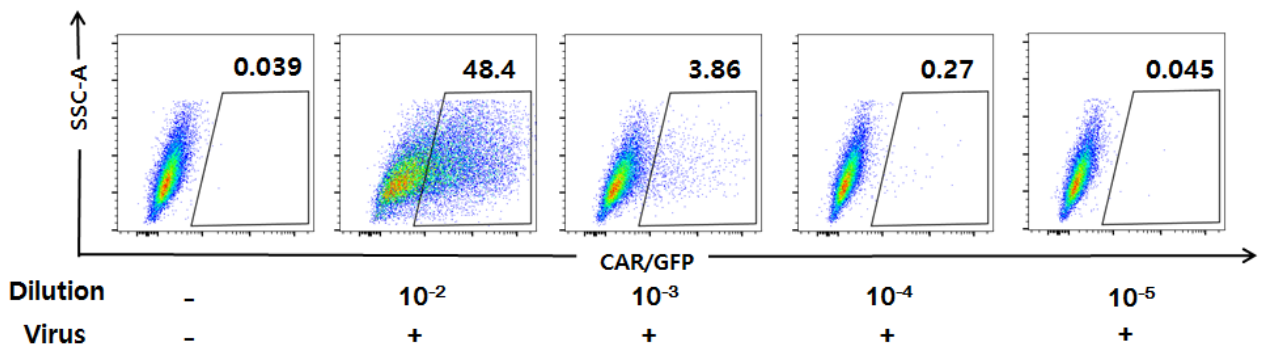 SSC-A
0.039 48.4 3.86 0.27 0.045
CAR/GFP
Dilution - 10-2 10-3 10-4 10-5
Virus - + + + +